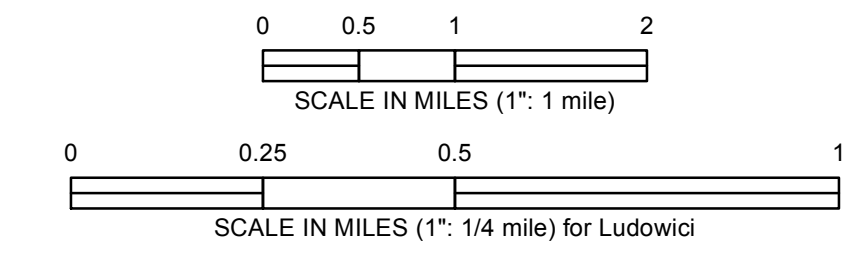 0 0.5 1 2
SCALE IN MILES (1": 1 mile)
0 0.25 0.5 1
SCALE IN MILES (1": 1/4 mile) for Ludowici